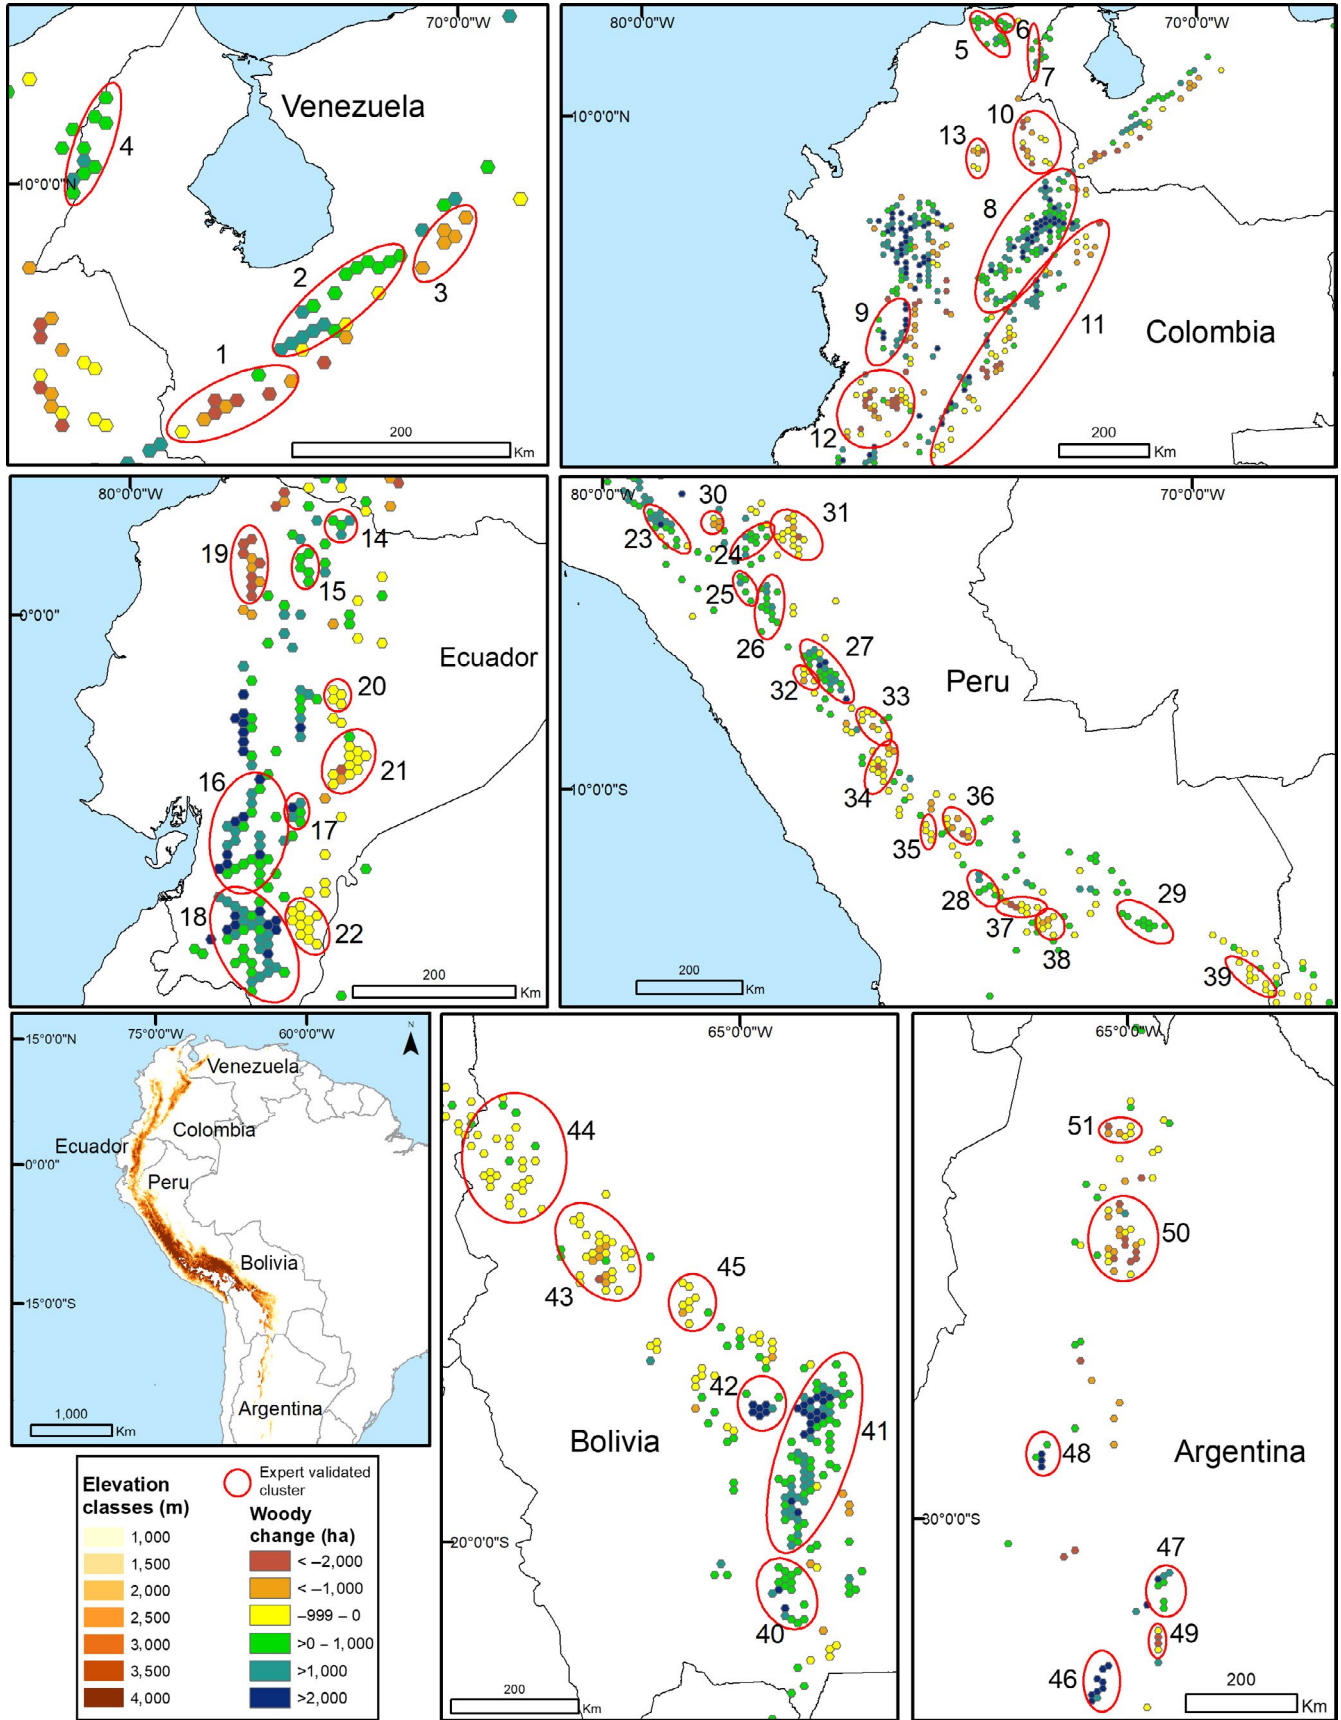 70°0'0"W
Venezuela
4
10°0'0"N
2
3
1
200
Km
80°0'0"W
70°0'0"W
5
6
7
10°0'0"N
10
13
8
9
11
Colombia
12
200
Km
80°0'0"W
14
19
15
0°0'0"
Ecuador
20
21
16
17
18
22
200
Km
80°0'0"W
70°0'0"W
30
31
23
24
25
26
27
32
Peru
33
34
10°0'0"S
36
35
28
29
37
38
39
200
Km
75°0'0"W
60°0'0"W
N
15°0'0"N
Venezuela
Colombia
Ecuador
0°0'0"
Peru
Bolivia
15°0'0"S
Argentina
1,000
Km
65°0'0"W
44
45
43
42
41
Bolivia
20°0'0"S
40
200
Km
65°0'0"W
51
50
48
Argentina
30°0'0"S
47
49
46
200
Km
Elevation
classes (m)
1,000
1,500
2,000
2,500
3,000
3,500
4,000
Expert validated
cluster
Woody
change (ha)
< –2,000
< –1,000
–999 – 0
>0 – 1,000
>1,000
>2,000